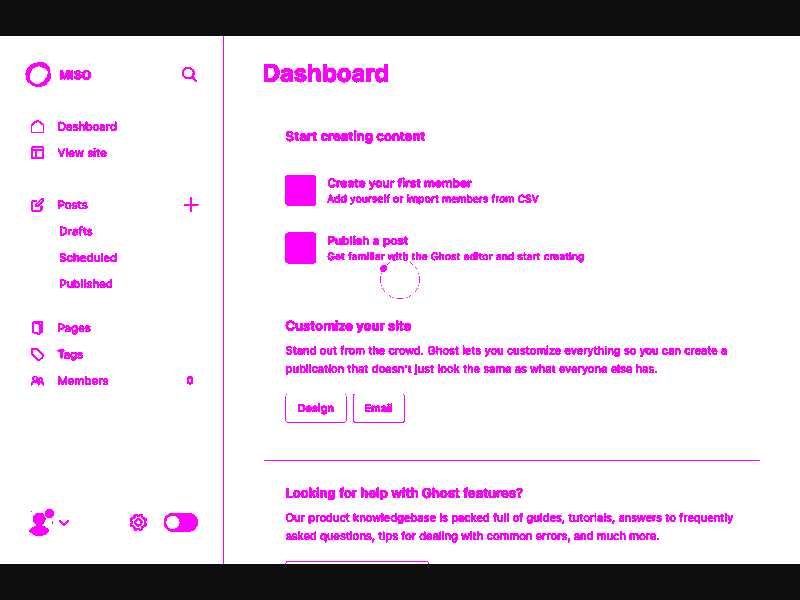 MISO
Dashboard
View site
Posts
Drafts
Scheduled
Published
Pages
Tags
Members 0
Dashboard
Start creating content
Create your first member
Add yourself or import members from CSV
Publish a post
Get familiar with the Ghost editor and start creating
Customize your site
Stand out from the crowd. Ghost lets you customize everything so you can create a
publication that doesn't just look the same as what everyone else has.
Design Email
Looking for help with Ghost features?
Our product knowledgebase is packed full of guides, tutorials, answers to frequently
asked questions, tips for dealing with common errors, and much more.